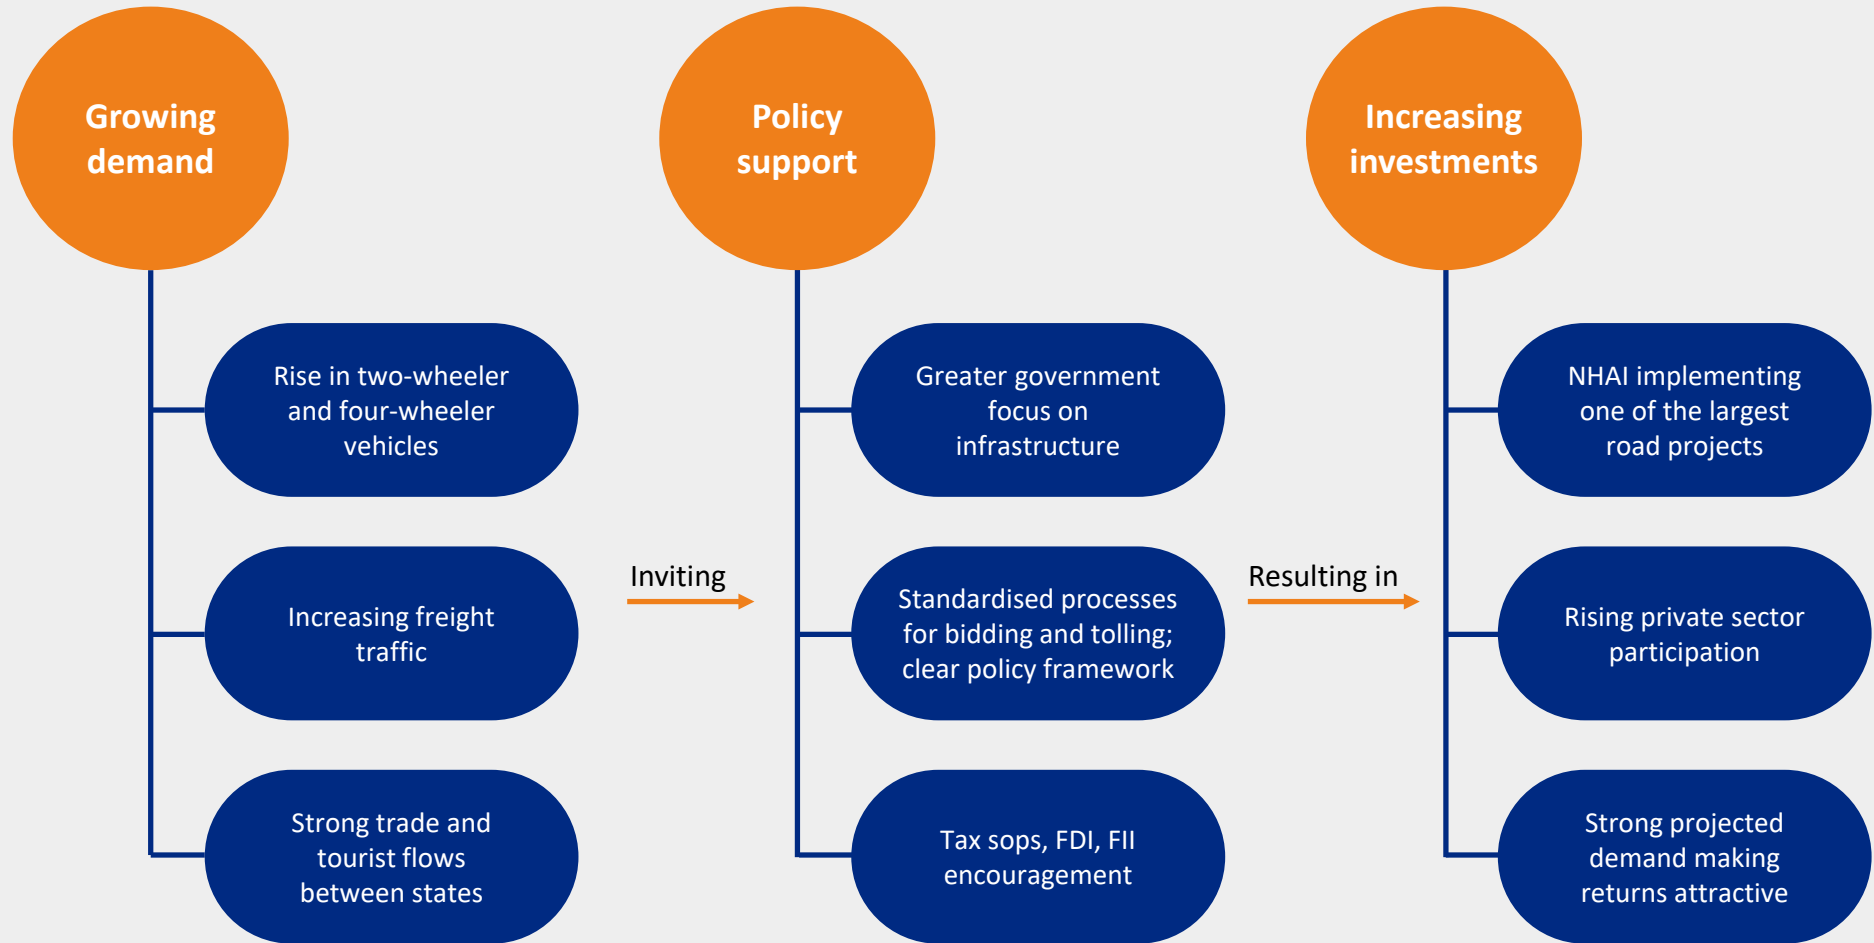 Growing
demand
Rise in two-wheeler
and four-wheeler
vehicles
Increasing freight
traffic
Strong trade and
tourist flows
between states
Inviting
Policy
support
Greater government
focus on
infrastructure
Standardised processes
for bidding and tolling;
clear policy framework
Tax sops, FDI, FII
encouragement
Resulting in
Increasing
investments
NHAI implementing
one of the largest
road projects
Rising private sector
participation
Strong projected
demand making
returns attractive